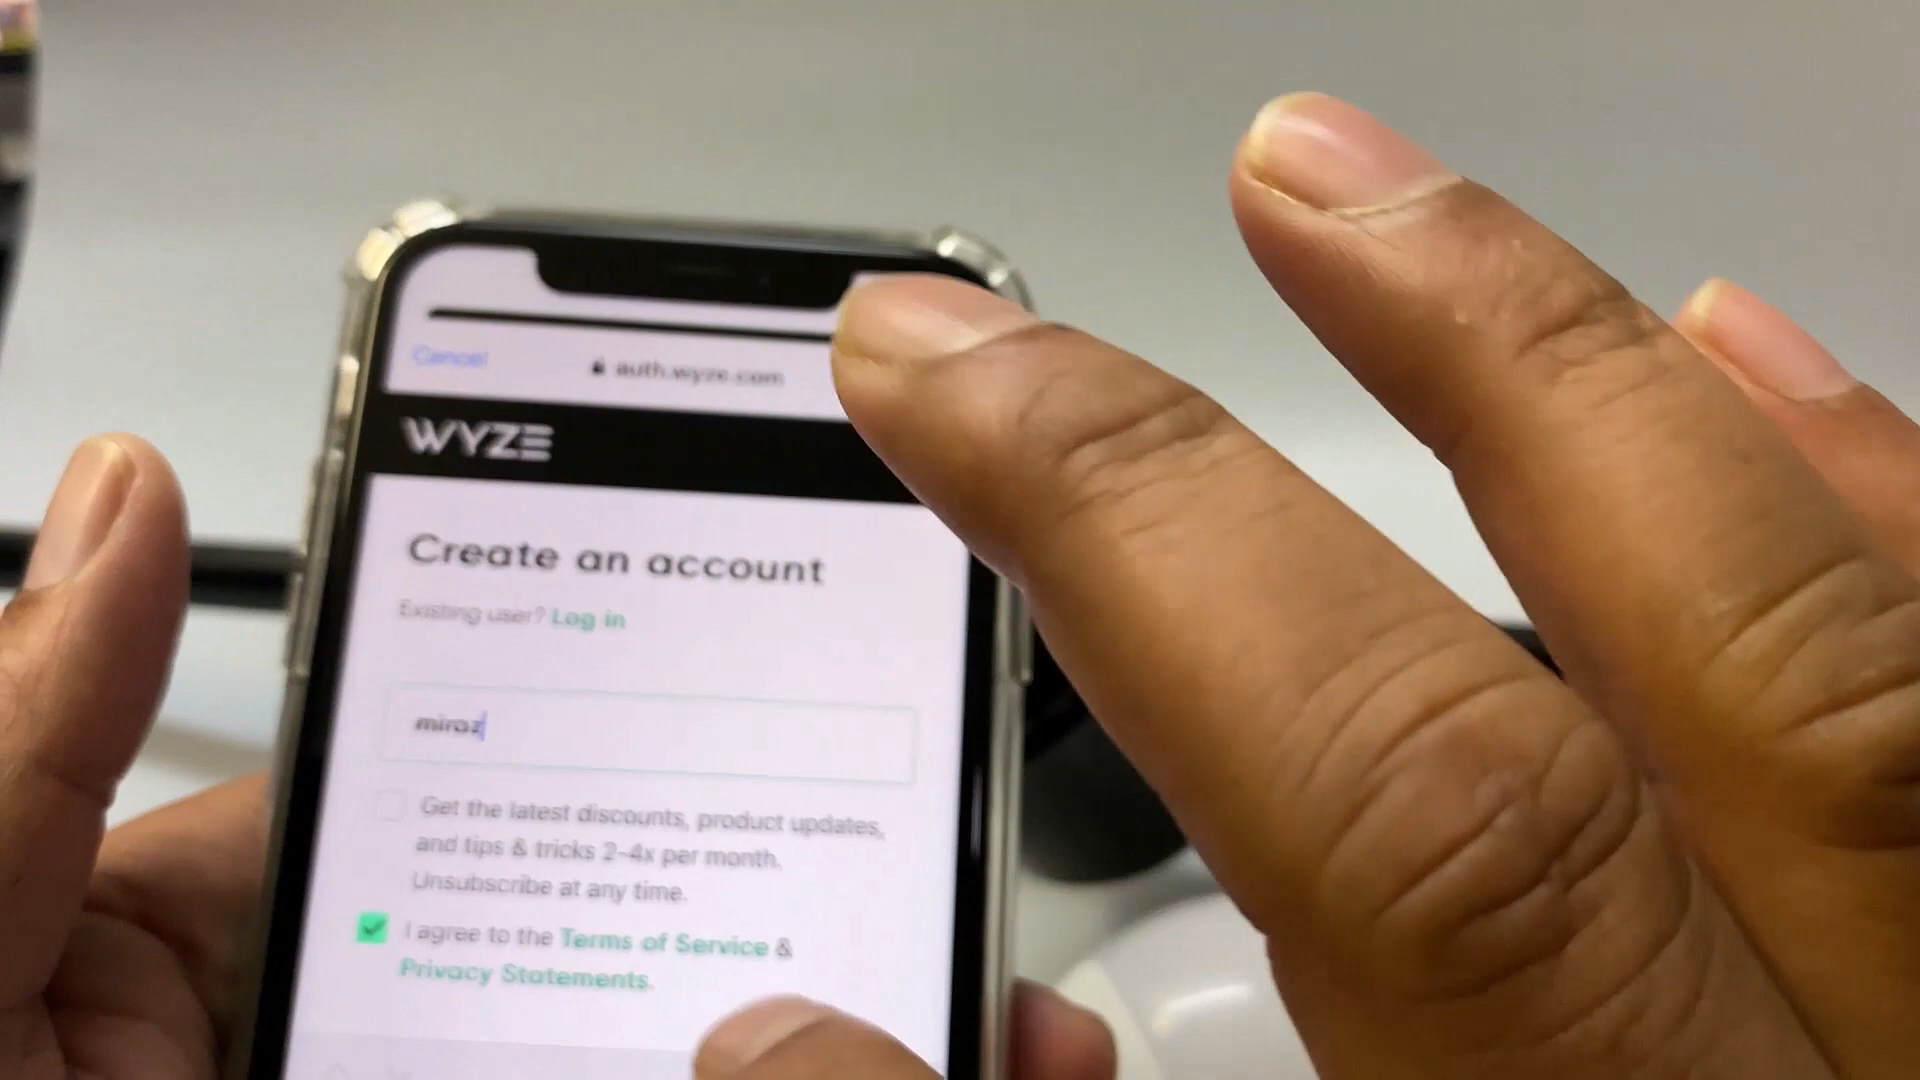 Cancel
auth.wyze.com
WYZE
Create an account
Existing user? Log in
miraz
Get the latest discounts, product updates,
and tips & tricks 2-4x per month.
Unsubscribe at any time.
I agree to the Terms of Service &
Privacy Statements.